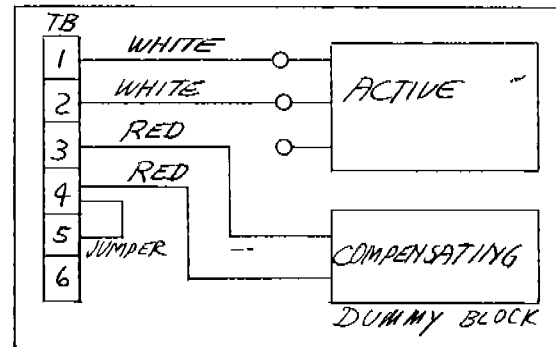 TB
1 WHITE
2 WHITE
ACTIVE
3 RED
4 RED
5 JUMPER
6
COMPENSATING
DUMMY BLOCK